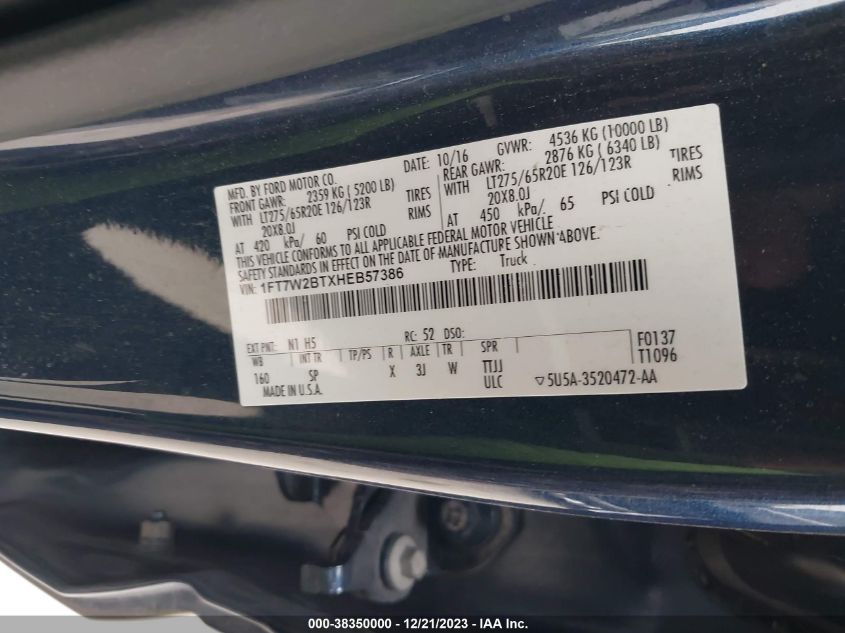 MFD. BY FORD MOTOR CO.
DATE: 10/16 GVWR: 4536 KG (10000 LB)
FRONT GAWR: 2359 KG (5200 LB)
REAR GAWR: 2876 KG (6340 LB)
WITH LT275/65R20E 126/123R TIRES
WITH LT275/65R20E 126/123R TIRES
20X8.0J RIMS
20X8.0J RIMS
AT 420 kPa/ 60 PSI COLD
AT 450 kPa/ 65 PSI COLD
THIS VEHICLE CONFORMS TO ALL APPLICABLE FEDERAL MOTOR VEHICLE
SAFETY STANDARDS IN EFFECT ON THE DATE OF MANUFACTURE SHOWN ABOVE.
VIN: 1FT7W2BTXHEB57386 TYPE: Truck
EXT PNT: N1 H5 RC: 52 DSO: F0137
WB INT TR TP/PS R AXLE TR SPR T1096
160 SP X 3J W TTJJ
MADE IN U.S.A. ULC ▽5U5A-3520472-AA
000-38350000 - 12/21/2023 - IAA Inc.